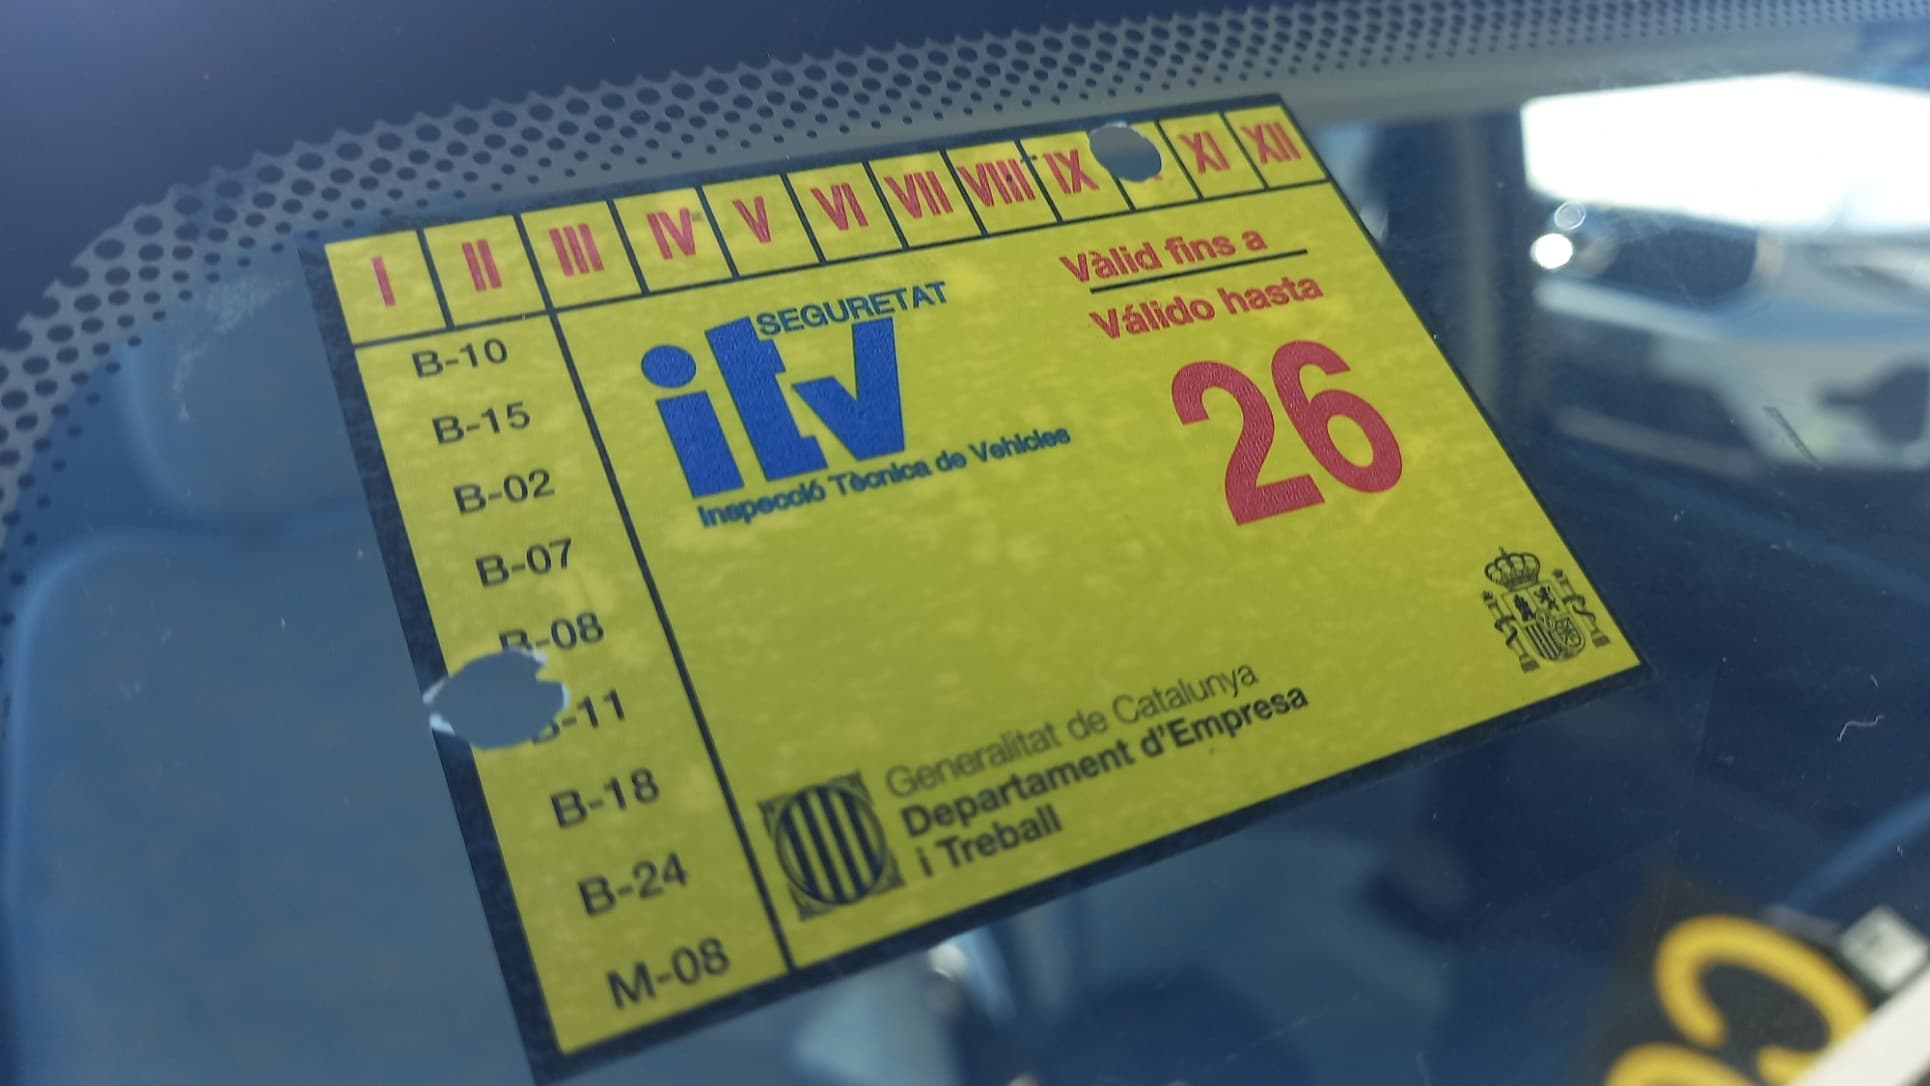 I II III IV V VI VII VIII IX XI XII
B-10
B-15
B-02
B-07
B-08
B-11
B-18
B-24
M-08
SEGURETAT
itv
Inspecció Tècnica de Vehicles
Vàlid fins a
Válido hasta
26
Generalitat de Catalunya
Departament d'Empresa
i Treball